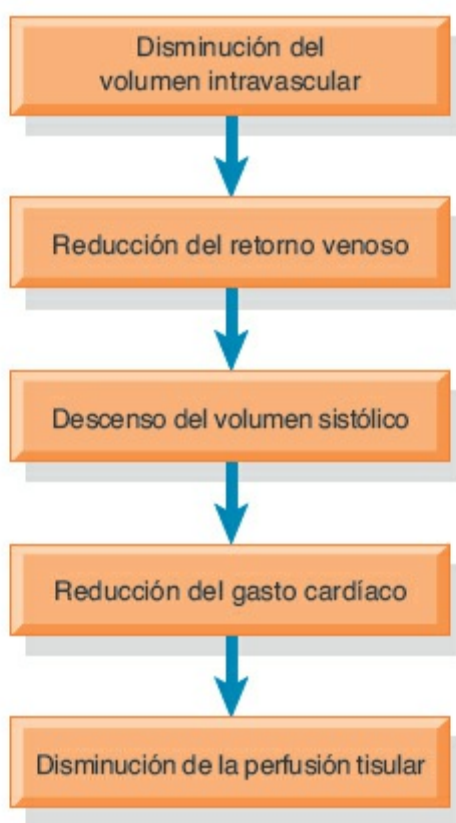 Disminución del
volumen intravascular
Reducción del retorno venoso
Descenso del volumen sistólico
Reducción del gasto cardíaco
Disminución de la perfusión tisular